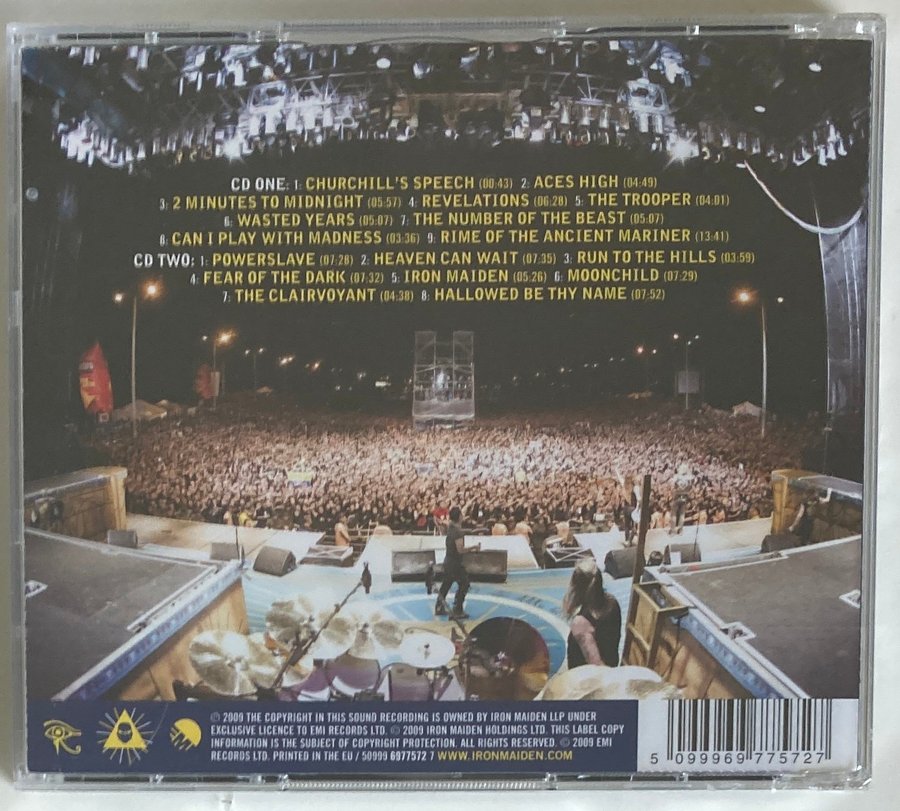 CD ONE: 1: CHURCHILL'S SPEECH (00:43) 2: ACES HIGH (04:49)
3: 2 MINUTES TO MIDNIGHT (05:57) 4: REVELATIONS (06:28) 5: THE TROOPER (04:01)
6: WASTED YEARS (05:07) 7: THE NUMBER OF THE BEAST (05:07)
8: CAN I PLAY WITH MADNESS (03:36) 9: RIME OF THE ANCIENT MARINER (13:41)
CD TWO: 1: POWERSLAVE (07:28) 2: HEAVEN CAN WAIT (07:35) 3: RUN TO THE HILLS (03:59)
4: FEAR OF THE DARK (07:32) 5: IRON MAIDEN (05:26) 6: MOONCHILD (07:29)
7: THE CLAIRVOYANT (04:38) 8: HALLOWED BE THY NAME (07:52)
℗ 2009 THE COPYRIGHT IN THIS SOUND RECORDING IS OWNED BY IRON MAIDEN LLP UNDER
EXCLUSIVE LICENCE TO EMI RECORDS LTD. © 2009 IRON MAIDEN HOLDINGS LTD. THIS LABEL COPY
INFORMATION IS THE SUBJECT OF COPYRIGHT PROTECTION. ALL RIGHTS RESERVED. © 2009 EMI
RECORDS LTD. PRINTED IN THE EU / 50999 6977572 7 WWW.IRONMAIDEN.COM
5 099969 775727